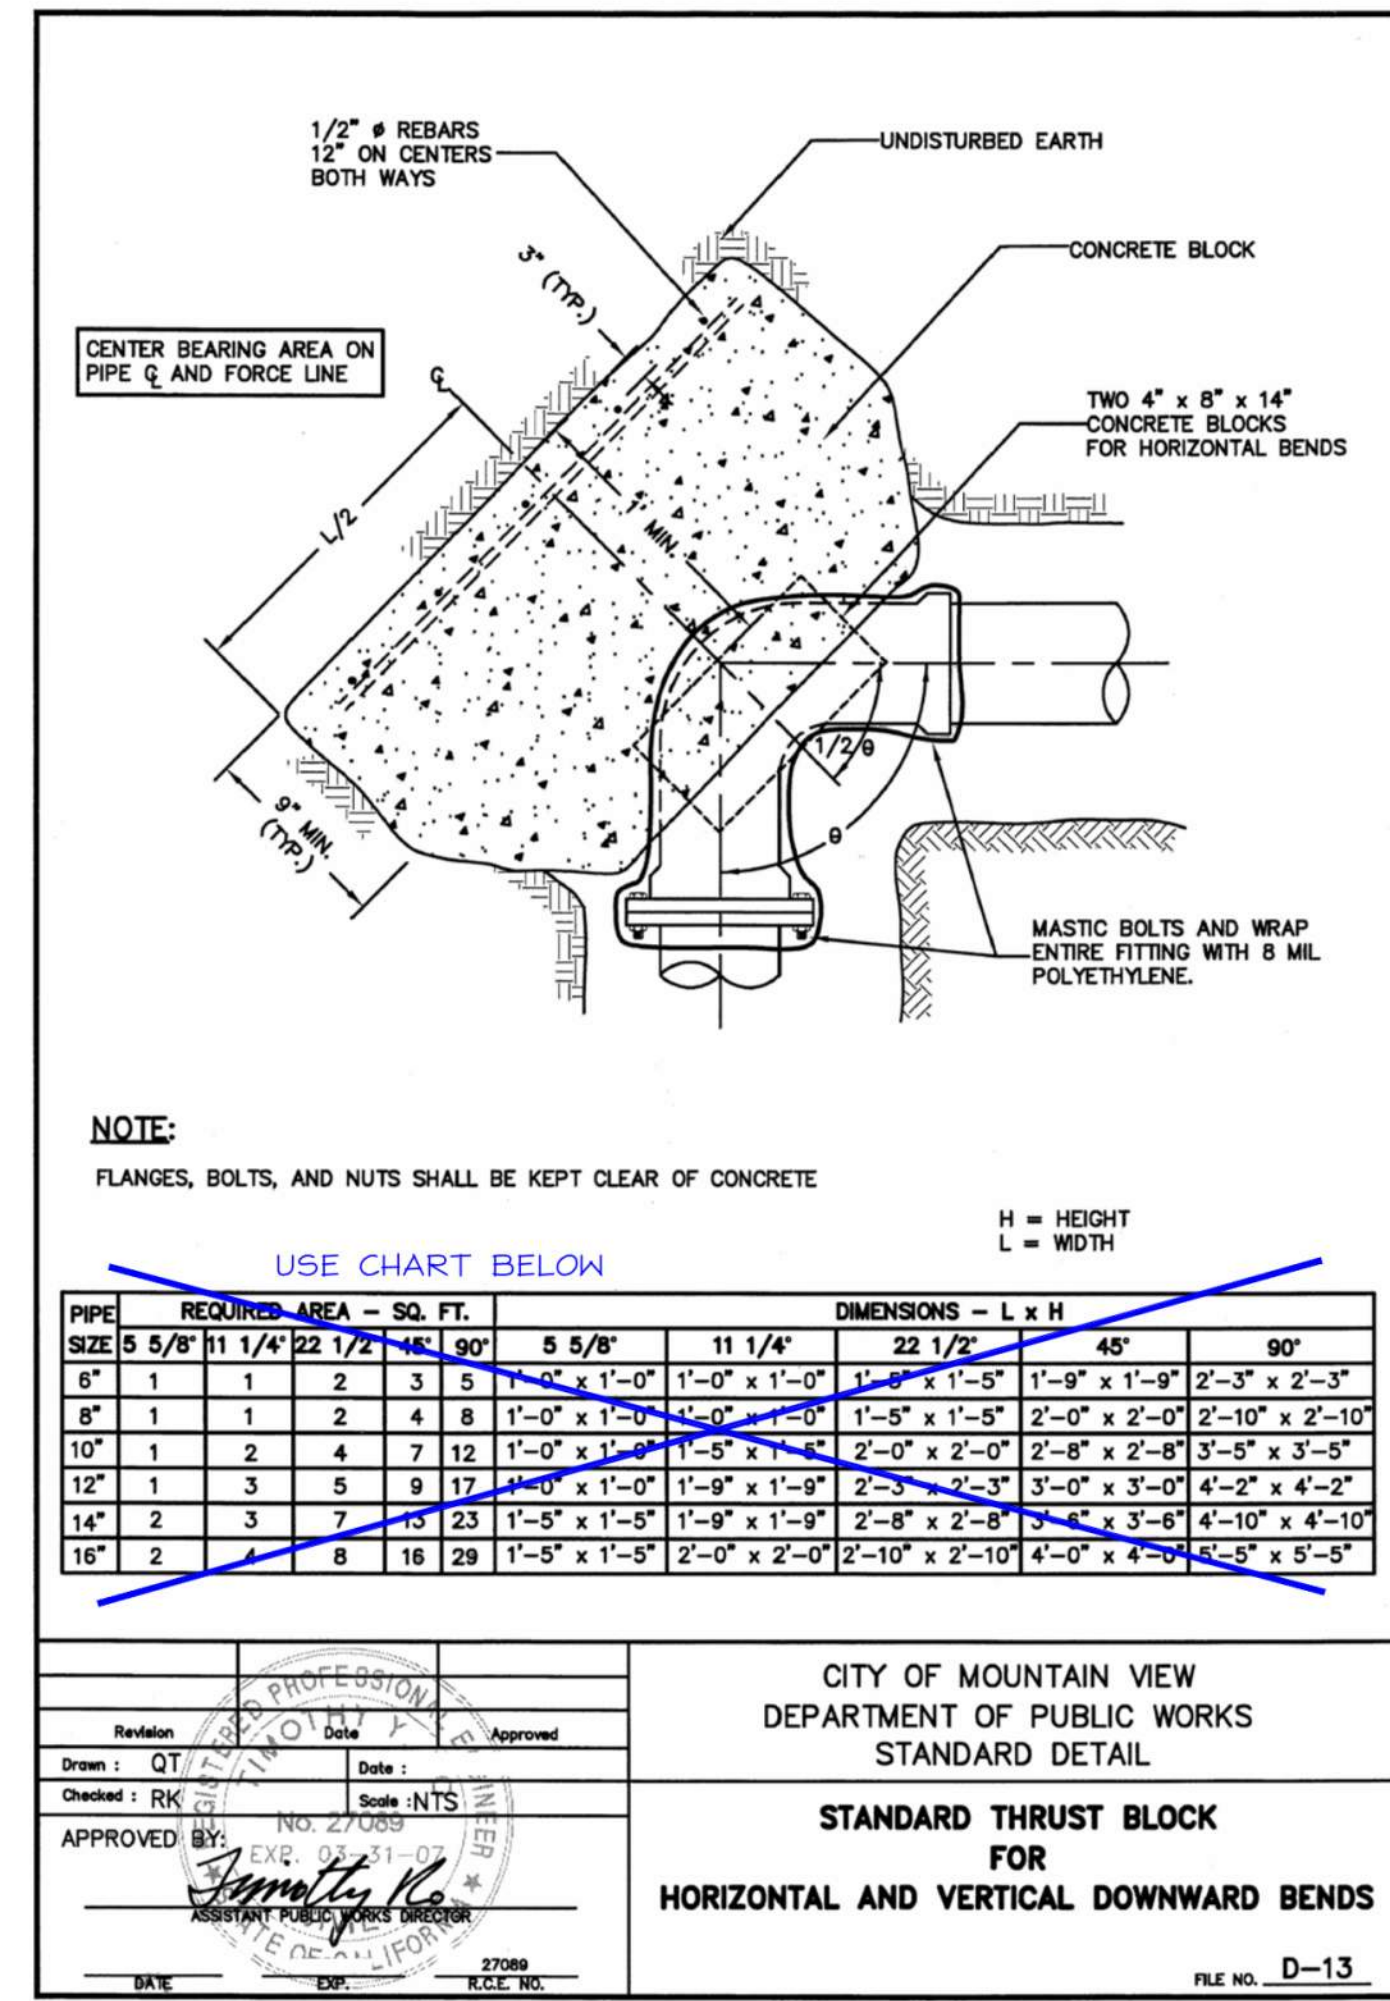 1/2" ø REBARS
12" ON CENTERS
BOTH WAYS
UNDISTURBED EARTH
3" (TYP.)
CONCRETE BLOCK
CENTER BEARING AREA ON
PIPE ℄ AND FORCE LINE
℄
TWO 4" x 8" x 14"
CONCRETE BLOCKS
FOR HORIZONTAL BENDS
L/2
1' MIN.
1/2 θ
θ
9" MIN.
(TYP.)
MASTIC BOLTS AND WRAP
ENTIRE FITTING WITH 8 MIL
POLYETHYLENE.
NOTE:
FLANGES, BOLTS, AND NUTS SHALL BE KEPT CLEAR OF CONCRETE
H = HEIGHT
L = WIDTH
USE CHART BELOW
PIPE REQUIRED AREA – SQ. FT. DIMENSIONS – L x H
SIZE 5 5/8° 11 1/4° 22 1/2 45° 90° 5 5/8° 11 1/4° 22 1/2° 45° 90°
6" 1 1 2 3 5 1'–0" x 1'–0" 1'–0" x 1'–0" 1'–5" x 1'–5" 1'–9" x 1'–9" 2'–3" x 2'–3"
8" 1 1 2 4 8 1'–0" x 1'–0" 1'–0" x 1'–0" 1'–5" x 1'–5" 2'–0" x 2'–0" 2'–10" x 2'–10"
10" 1 2 4 7 12 1'–0" x 1'–0" 1'–5" x 1'–5" 2'–0" x 2'–0" 2'–8" x 2'–8" 3'–5" x 3'–5"
12" 1 3 5 9 17 1'–0" x 1'–0" 1'–9" x 1'–9" 2'–3" x 2'–3" 3'–0" x 3'–0" 4'–2" x 4'–2"
14" 2 3 7 13 23 1'–5" x 1'–5" 1'–9" x 1'–9" 2'–8" x 2'–8" 3'–6" x 3'–6" 4'–10" x 4'–10"
16" 2 4 8 16 29 1'–5" x 1'–5" 2'–0" x 2'–0" 2'–10" x 2'–10" 4'–0" x 4'–0" 5'–5" x 5'–5"
Revision Date Approved
Drawn : QT Date :
Checked : RK Scale : NTS
APPROVED BY:
REGISTERED PROFESSIONAL ENGINEER
TIMOTHY Y
No. 27089
EXP. 03–31–07
CIVIL
STATE OF CALIFORNIA
Timothy Ko
ASSISTANT PUBLIC WORKS DIRECTOR
27089
DATE EXP. R.C.E. NO.
CITY OF MOUNTAIN VIEW
DEPARTMENT OF PUBLIC WORKS
STANDARD DETAIL
STANDARD THRUST BLOCK
FOR
HORIZONTAL AND VERTICAL DOWNWARD BENDS
FILE NO. D–13